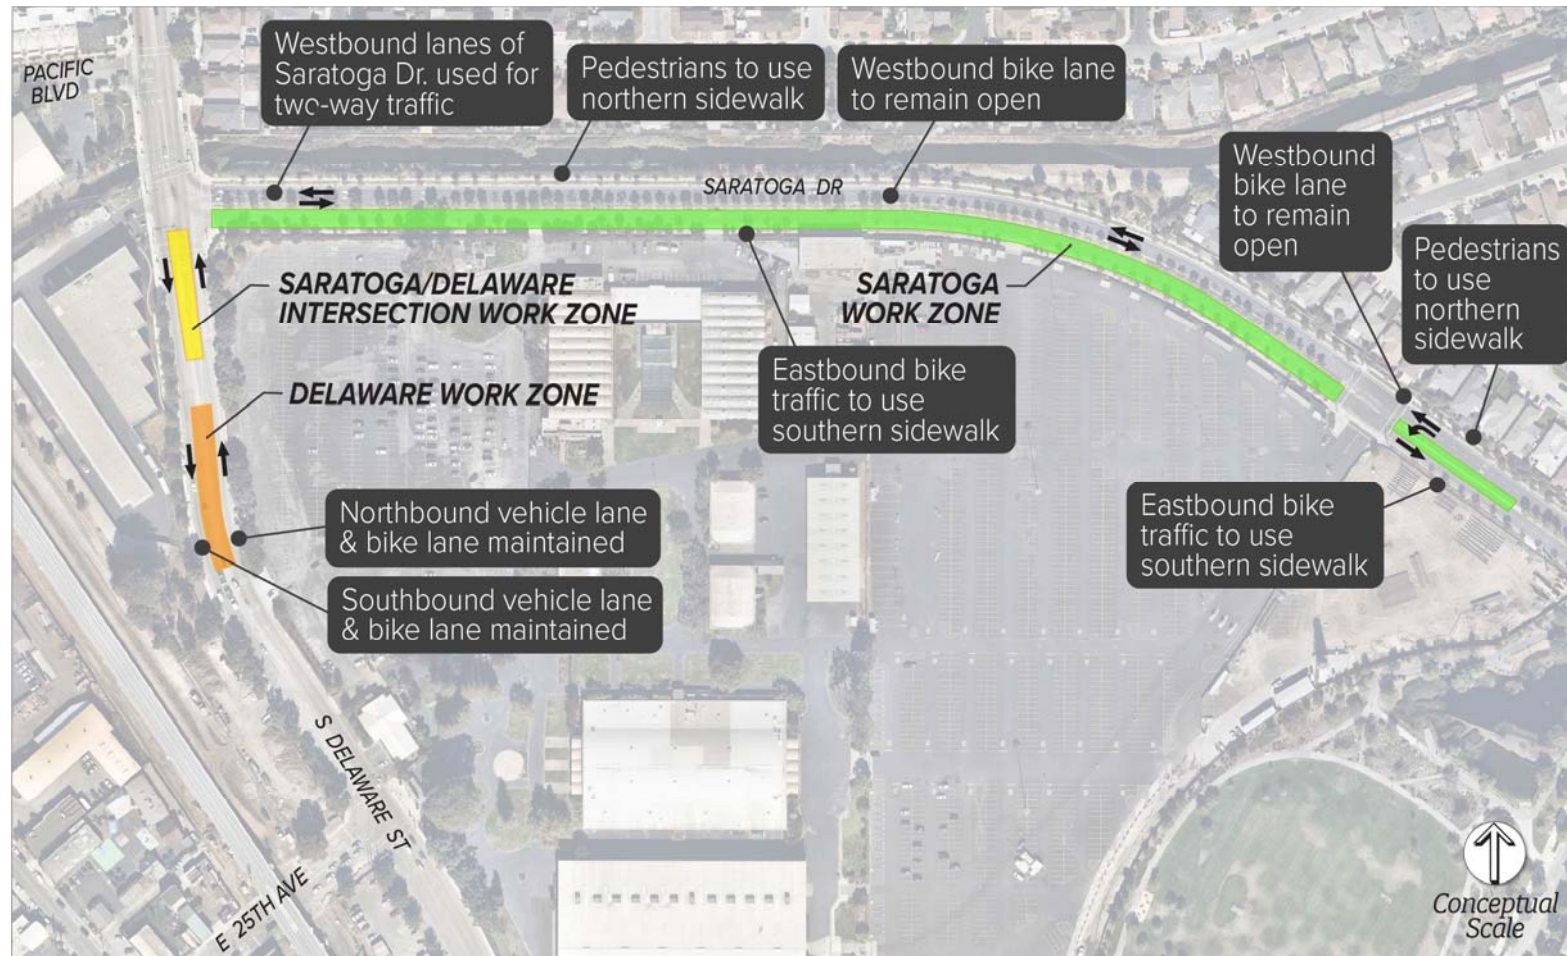 PACIFIC
BLVD
Westbound lanes of
Saratoga Dr. used for
two-way traffic
Pedestrians to use
northern sidewalk
Westbound bike lane
to remain open
Westbound
bike lane
to remain
open
Pedestrians
to use
northern
sidewalk
SARATOGA DR
SARATOGA/DELAWARE
INTERSECTION WORK ZONE
SARATOGA
WORK ZONE
DELAWARE WORK ZONE
Eastbound bike
traffic to use
southern sidewalk
Eastbound bike
traffic to use
southern sidewalk
Northbound vehicle lane
& bike lane maintained
Southbound vehicle lane
& bike lane maintained
S DELAWARE ST
E 25TH AVE
Conceptual
Scale